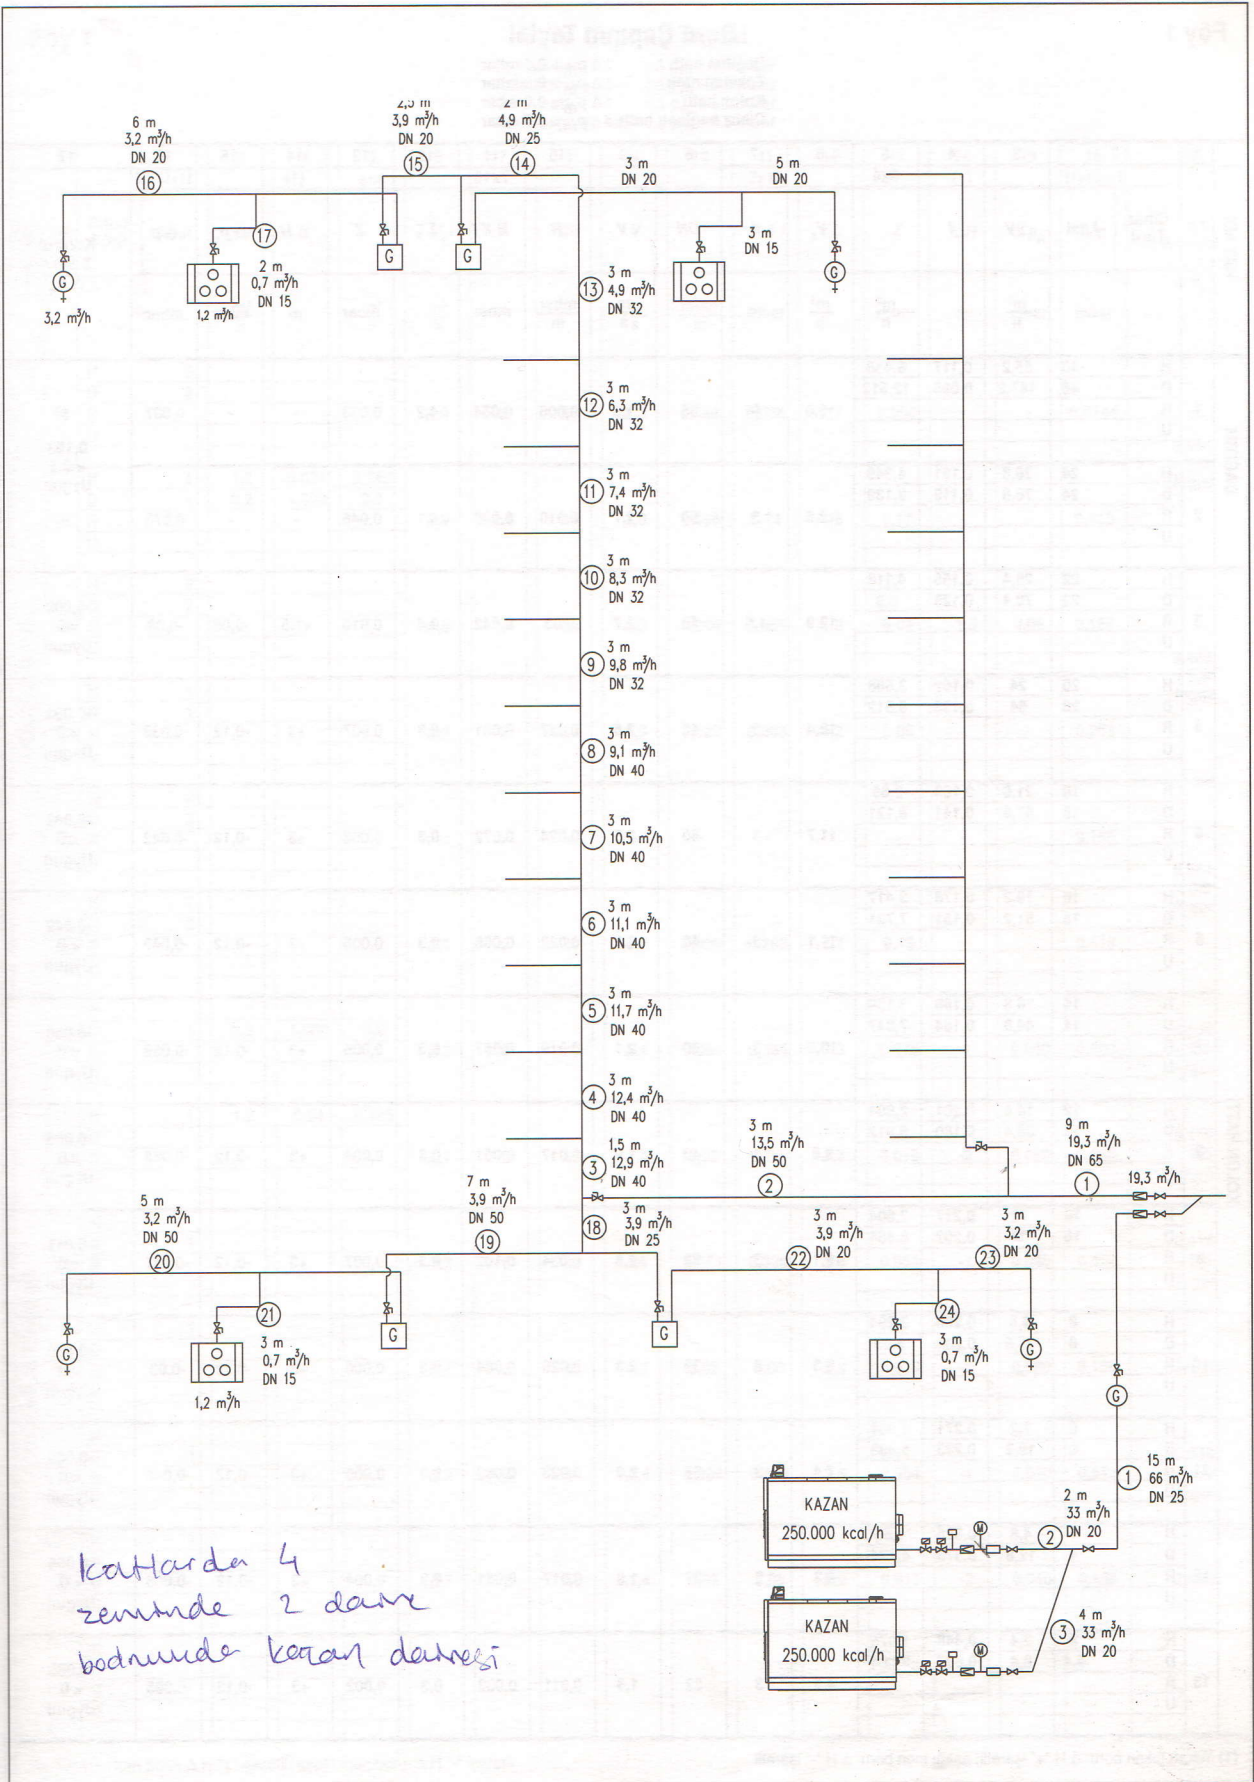 6 m
3,2 m³/h
DN 20
16
2,5 m
3,9 m³/h
DN 20
15
2 m
4,9 m³/h
DN 25
14
3 m
DN 20
5 m
DN 20
17
2 m
0,7 m³/h
DN 15
G
3,2 m³/h
1,2 m³/h
G
G
3 m
DN 15
G
3 m
13 4,9 m³/h
DN 32
3 m
12 6,3 m³/h
DN 32
3 m
11 7,4 m³/h
DN 32
3 m
10 8,3 m³/h
DN 32
3 m
9 9,8 m³/h
DN 32
3 m
8 9,1 m³/h
DN 40
3 m
7 10,5 m³/h
DN 40
3 m
6 11,1 m³/h
DN 40
3 m
5 11,7 m³/h
DN 40
3 m
4 12,4 m³/h
DN 40
1,5 m
3 12,9 m³/h
DN 40
3 m
13,5 m³/h
DN 50
2
9 m
19,3 m³/h
DN 65
1
19,3 m³/h
5 m
3,2 m³/h
DN 50
20
7 m
3,9 m³/h
DN 50
19
3 m
18 3,9 m³/h
DN 25
3 m
3,9 m³/h
DN 20
22
3 m
3,2 m³/h
DN 20
23
21
3 m
0,7 m³/h
DN 15
G
1,2 m³/h
G
G
24
3 m
0,7 m³/h
DN 15
G
G
15 m
1 66 m³/h
DN 25
2 m
33 m³/h
2 DN 20
KAZAN
250.000 kcal/h
M
4 m
3 33 m³/h
DN 20
KAZAN
250.000 kcal/h
M
katlarda 4
zeminde 2 daire
bodrumda kazan dairesi